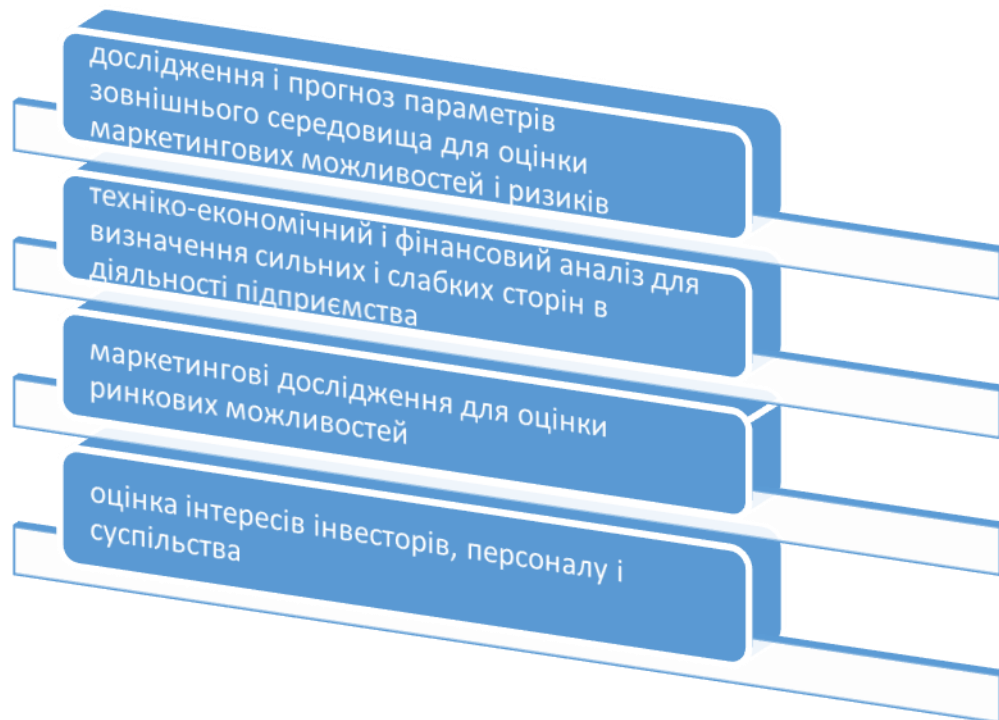 дослідження і прогноз параметрів
зовнішнього середовища для оцінки
маркетингових можливостей і ризиків
техніко-економічний і фінансовий аналіз для
визначення сильних і слабких сторін в
діяльності підприємства
маркетингові дослідження для оцінки
ринкових можливостей
оцінка інтересів інвесторів, персоналу і
суспільства